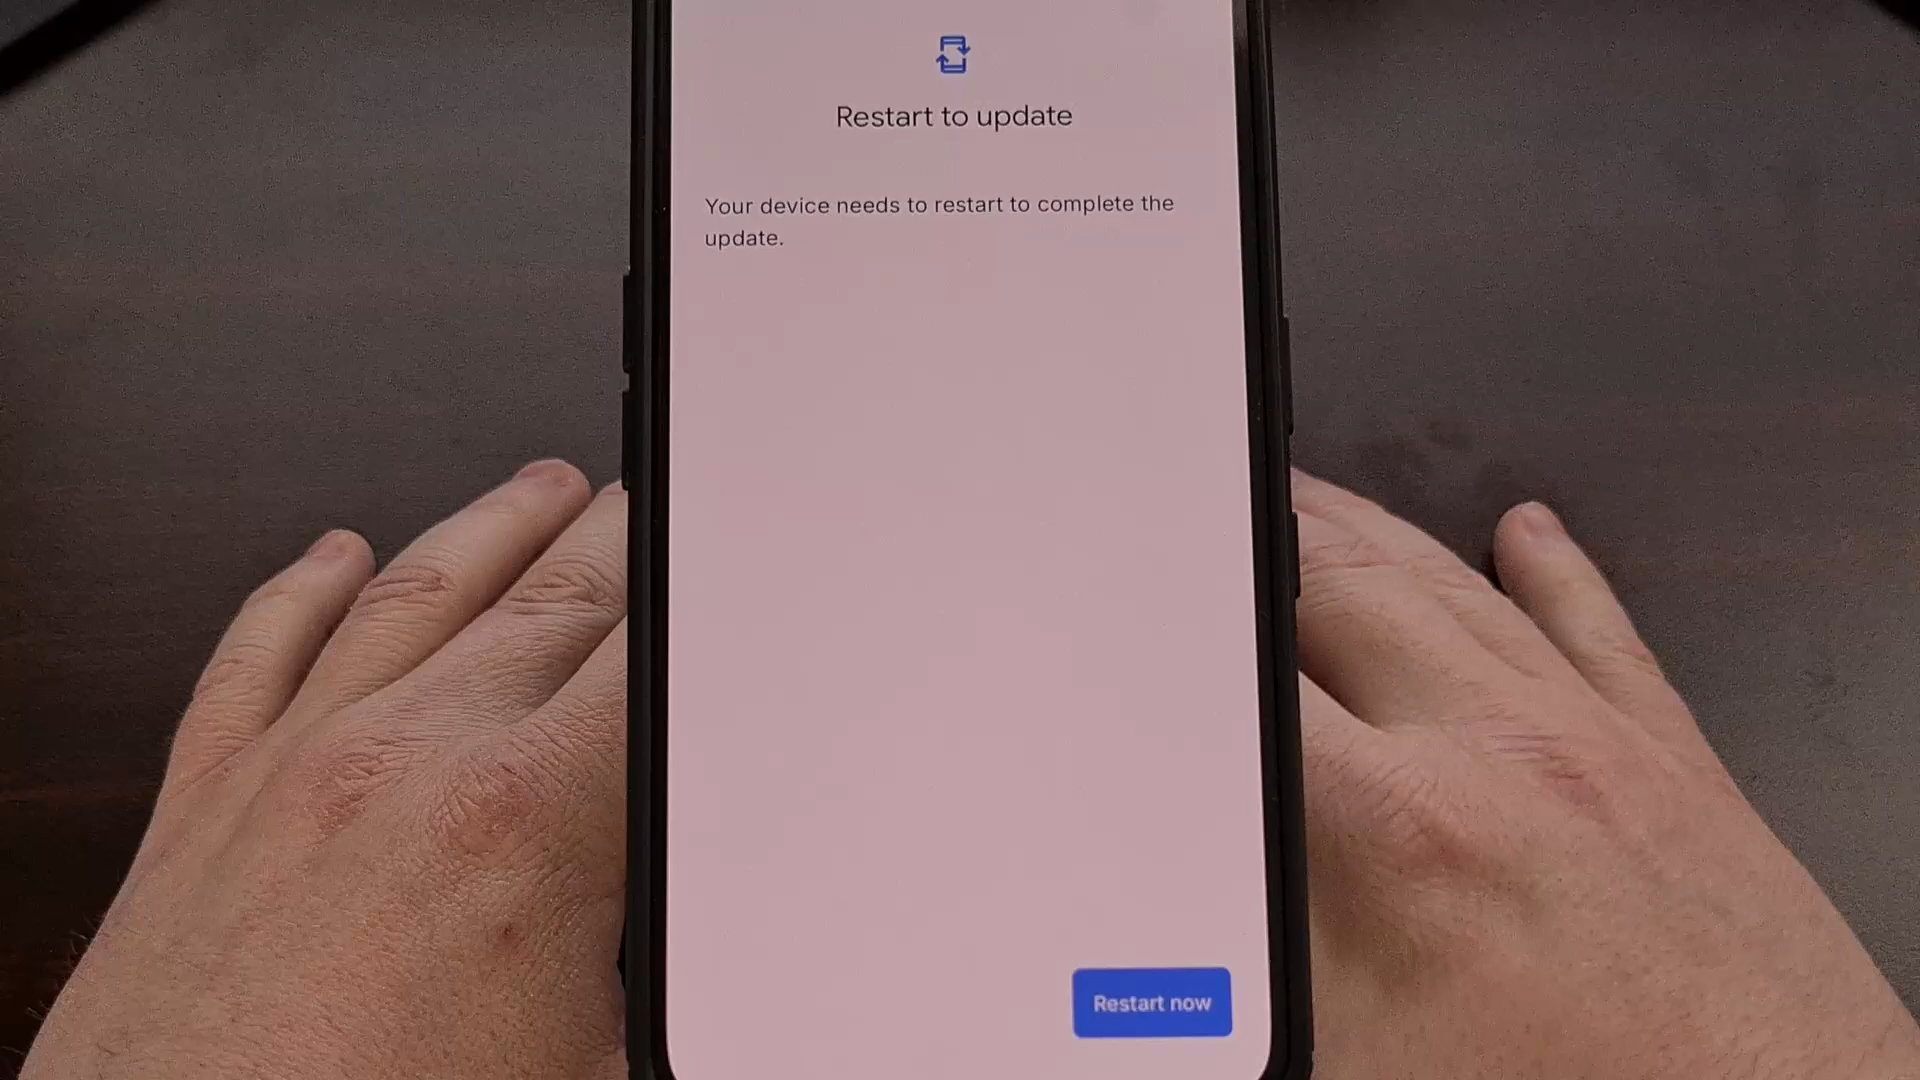 Restart to update
Your device needs to restart to complete the
update.
Restart now